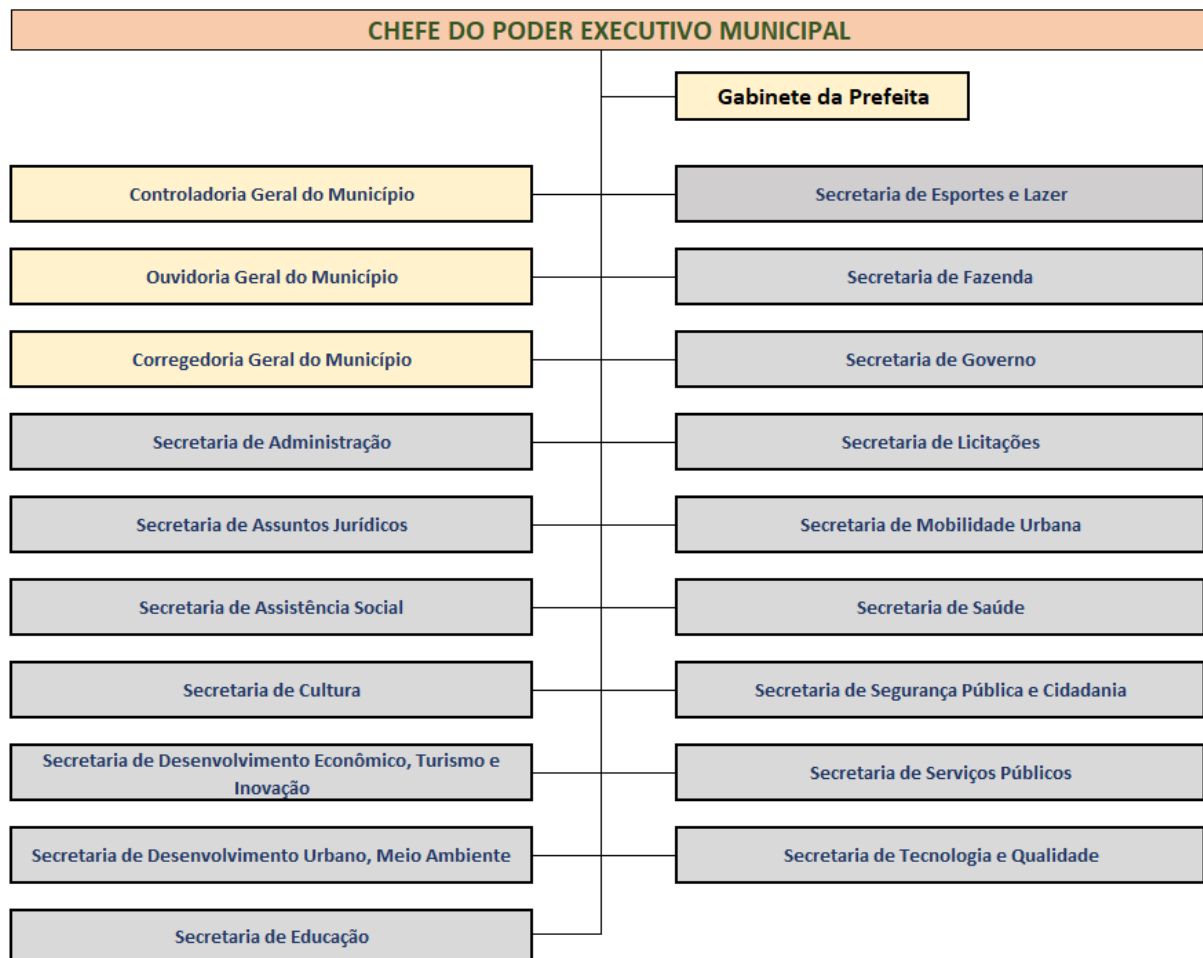 CHEFE DO PODER EXECUTIVO MUNICIPAL
Gabinete da Prefeita
Controladoria Geral do Município
Ouvidoria Geral do Município
Corregedoria Geral do Município
Secretaria de Administração
Secretaria de Assuntos Jurídicos
Secretaria de Assistência Social
Secretaria de Cultura
Secretaria de Desenvolvimento Econômico, Turismo e
Inovação
Secretaria de Desenvolvimento Urbano, Meio Ambiente
Secretaria de Educação
Secretaria de Esportes e Lazer
Secretaria de Fazenda
Secretaria de Governo
Secretaria de Licitações
Secretaria de Mobilidade Urbana
Secretaria de Saúde
Secretaria de Segurança Pública e Cidadania
Secretaria de Serviços Públicos
Secretaria de Tecnologia e Qualidade